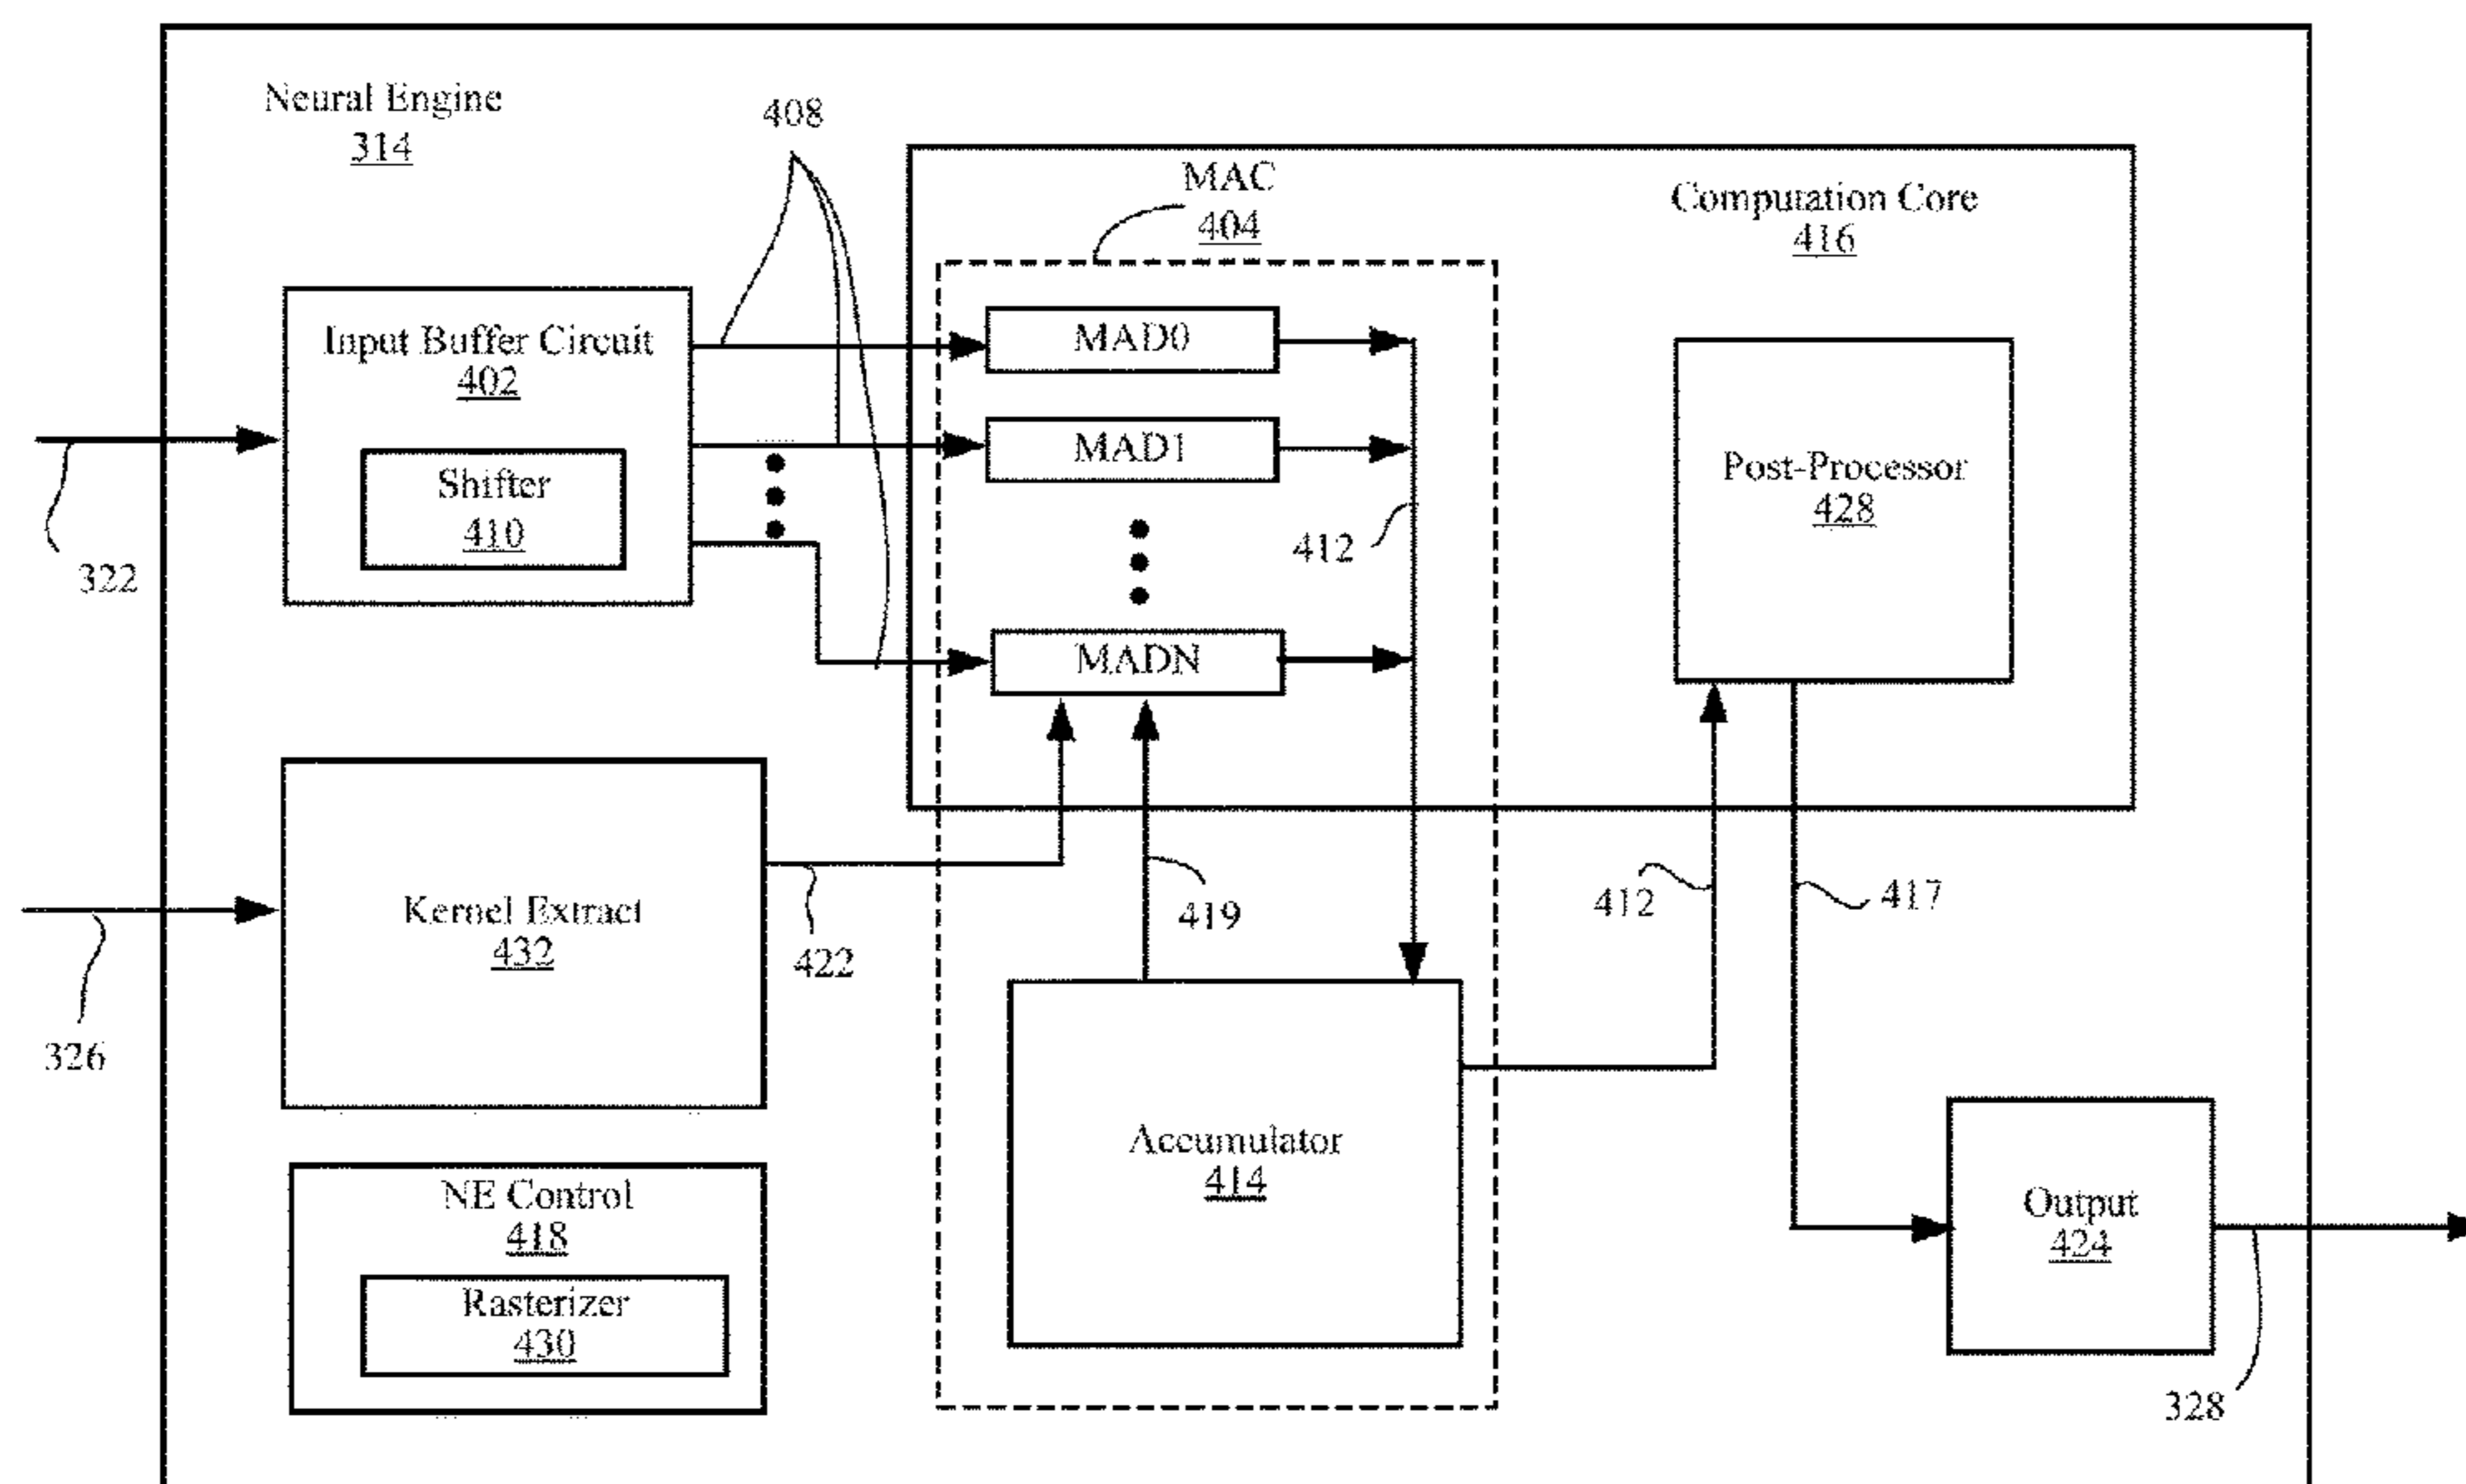 Neural Engine
314
408
MAC
404
Computation Core
416
Input Buffer Circuit
402
Shifter
410
MAD0
MAD1
MADN
412
Post-Processor
428
322
Kernel Extract
432
422
419
412
417
326
Accumulator
414
NE Control
418
Rasterizer
430
Output
424
328